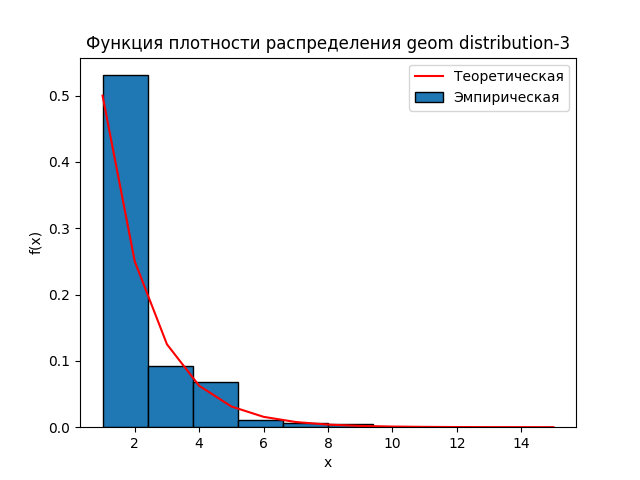 Функция плотности распределения geom distribution-3
Теоретическая
Эмпирическая
f(x)
0.5
0.4
0.3
0.2
0.1
0.0
2 4 6 8 10 12 14
x